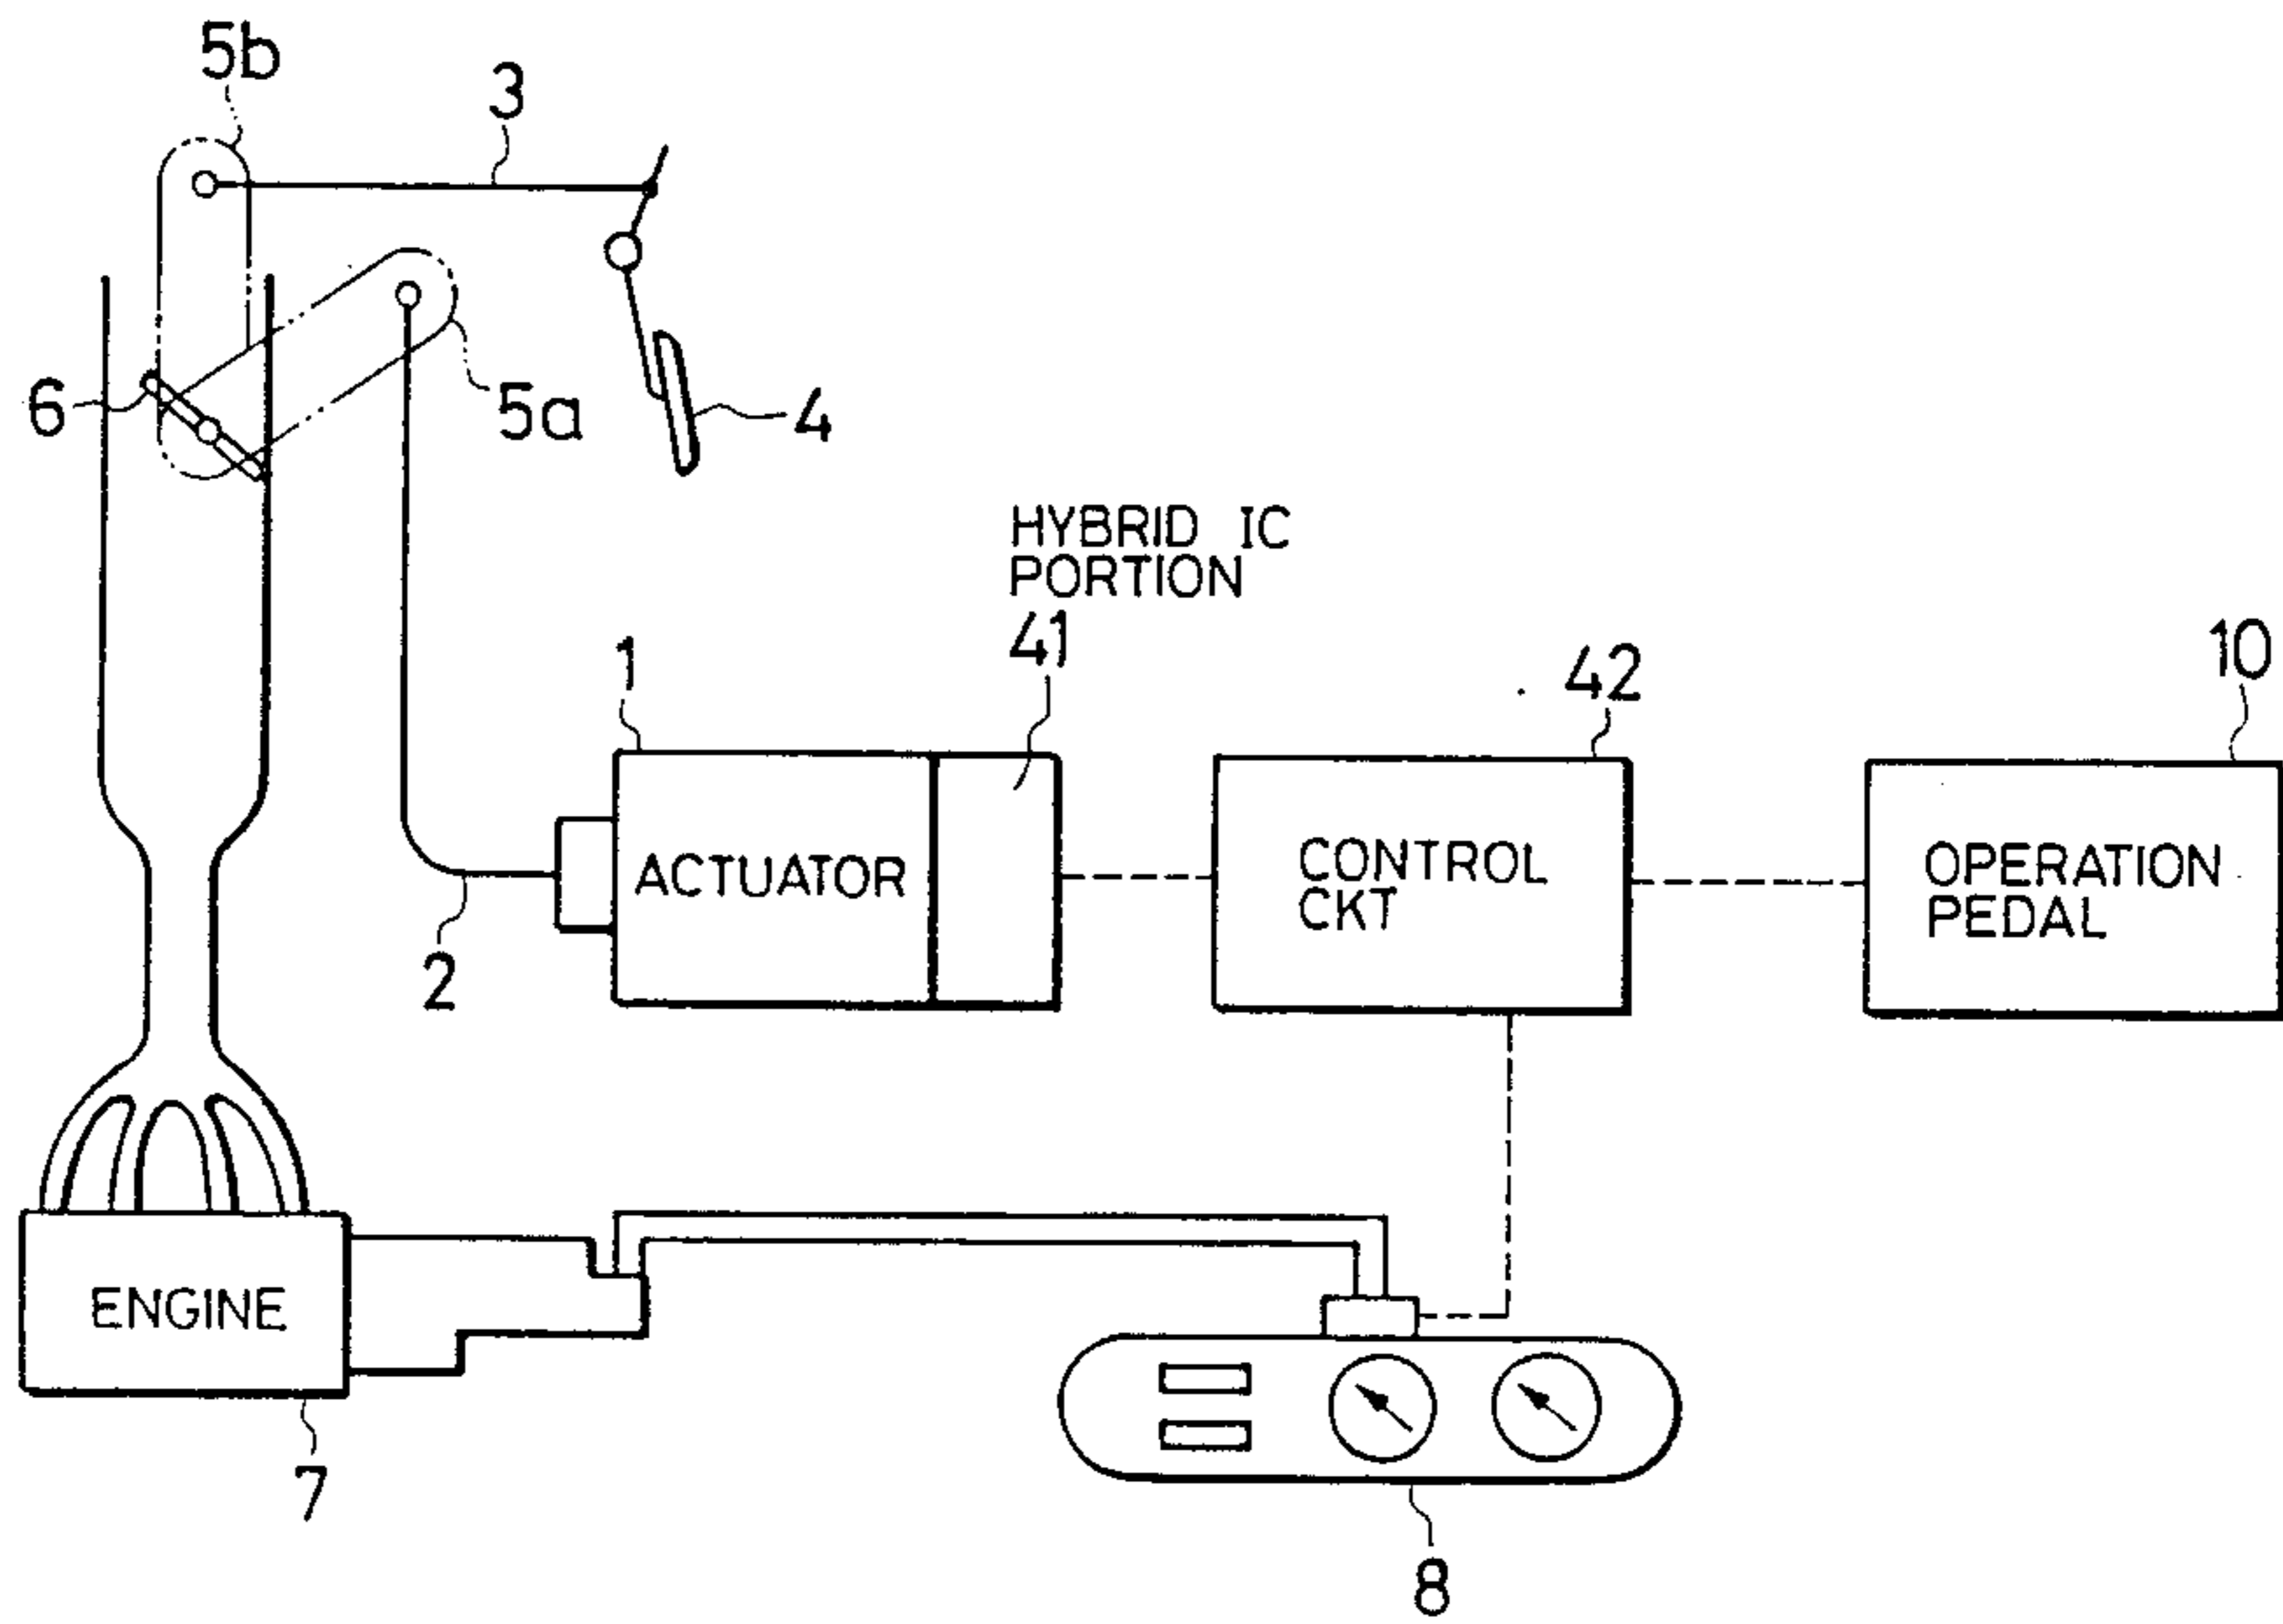 5b
3
6
5a
4
HYBRID IC
PORTION
41
1
42
10
ACTUATOR
CONTROL
CKT
OPERATION
PEDAL
2
ENGINE
7
8